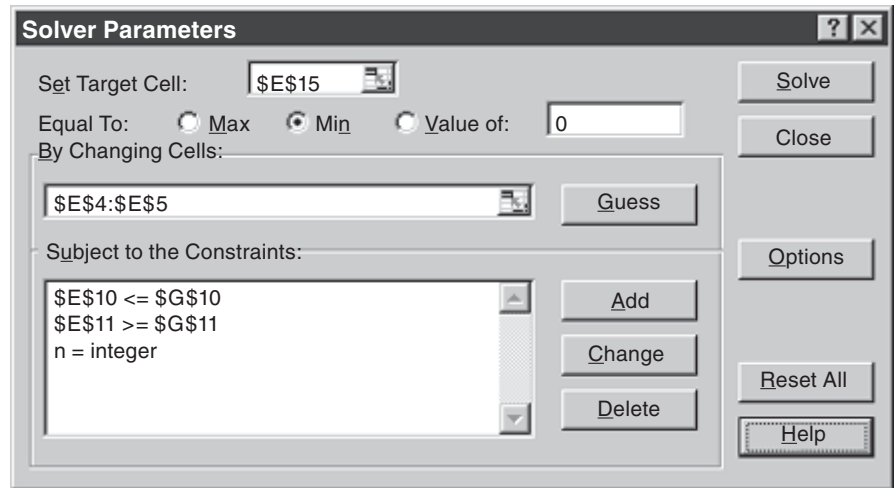 Solver Parameters ? ×
Set Target Cell: $E$15 Solve
Equal To: Max Min Value of: 0 Close
By Changing Cells:
$E$4:$E$5 Guess
Subject to the Constraints: Options
$E$10 <= $G$10 Add
$E$11 >= $G$11
n = integer Change
Reset All
Delete
Help